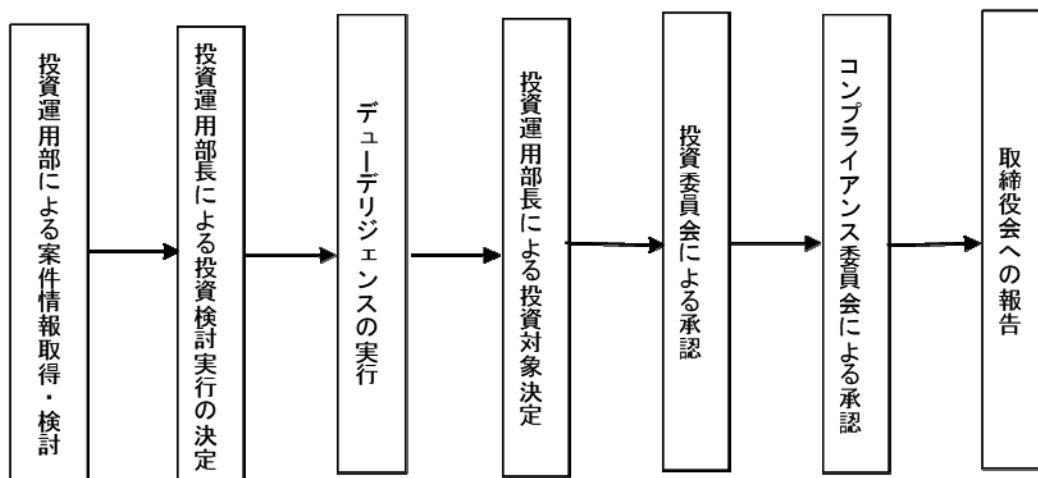 投資運用部による案件情報取得・検討
投資運用部長による投資検討実行の決定
デューデリジェンスの実行
投資運用部長による投資対象決定
投資委員会による承認
コンプライアンス委員会による承認
取締役会への報告